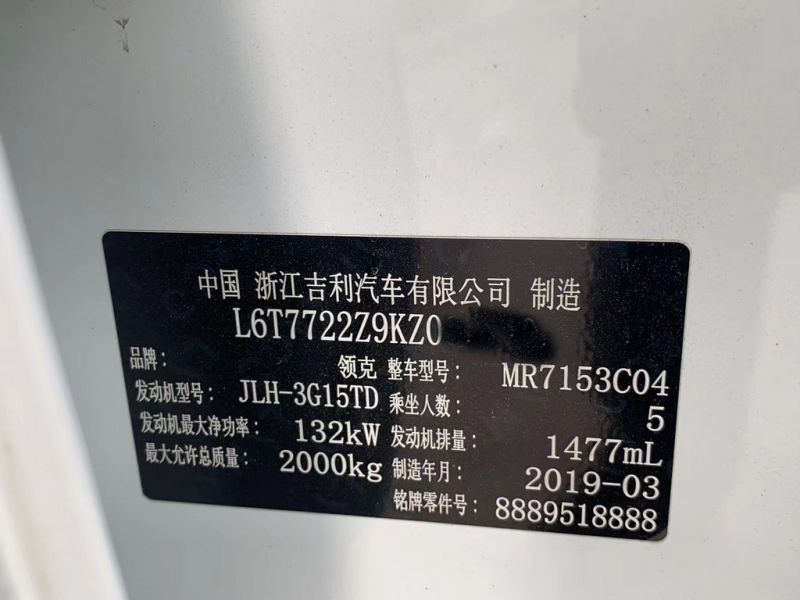 中国 浙江吉利汽车有限公司 制造
L6T7722Z9KZ0
品牌： 领克 整车型号： MR7153C04
发动机型号： JLH-3G15TD 乘坐人数： 5
发动机最大净功率： 132kW 发动机排量： 1477mL
最大允许总质量： 2000kg 制造年月： 2019-03
铭牌零件号： 8889518888